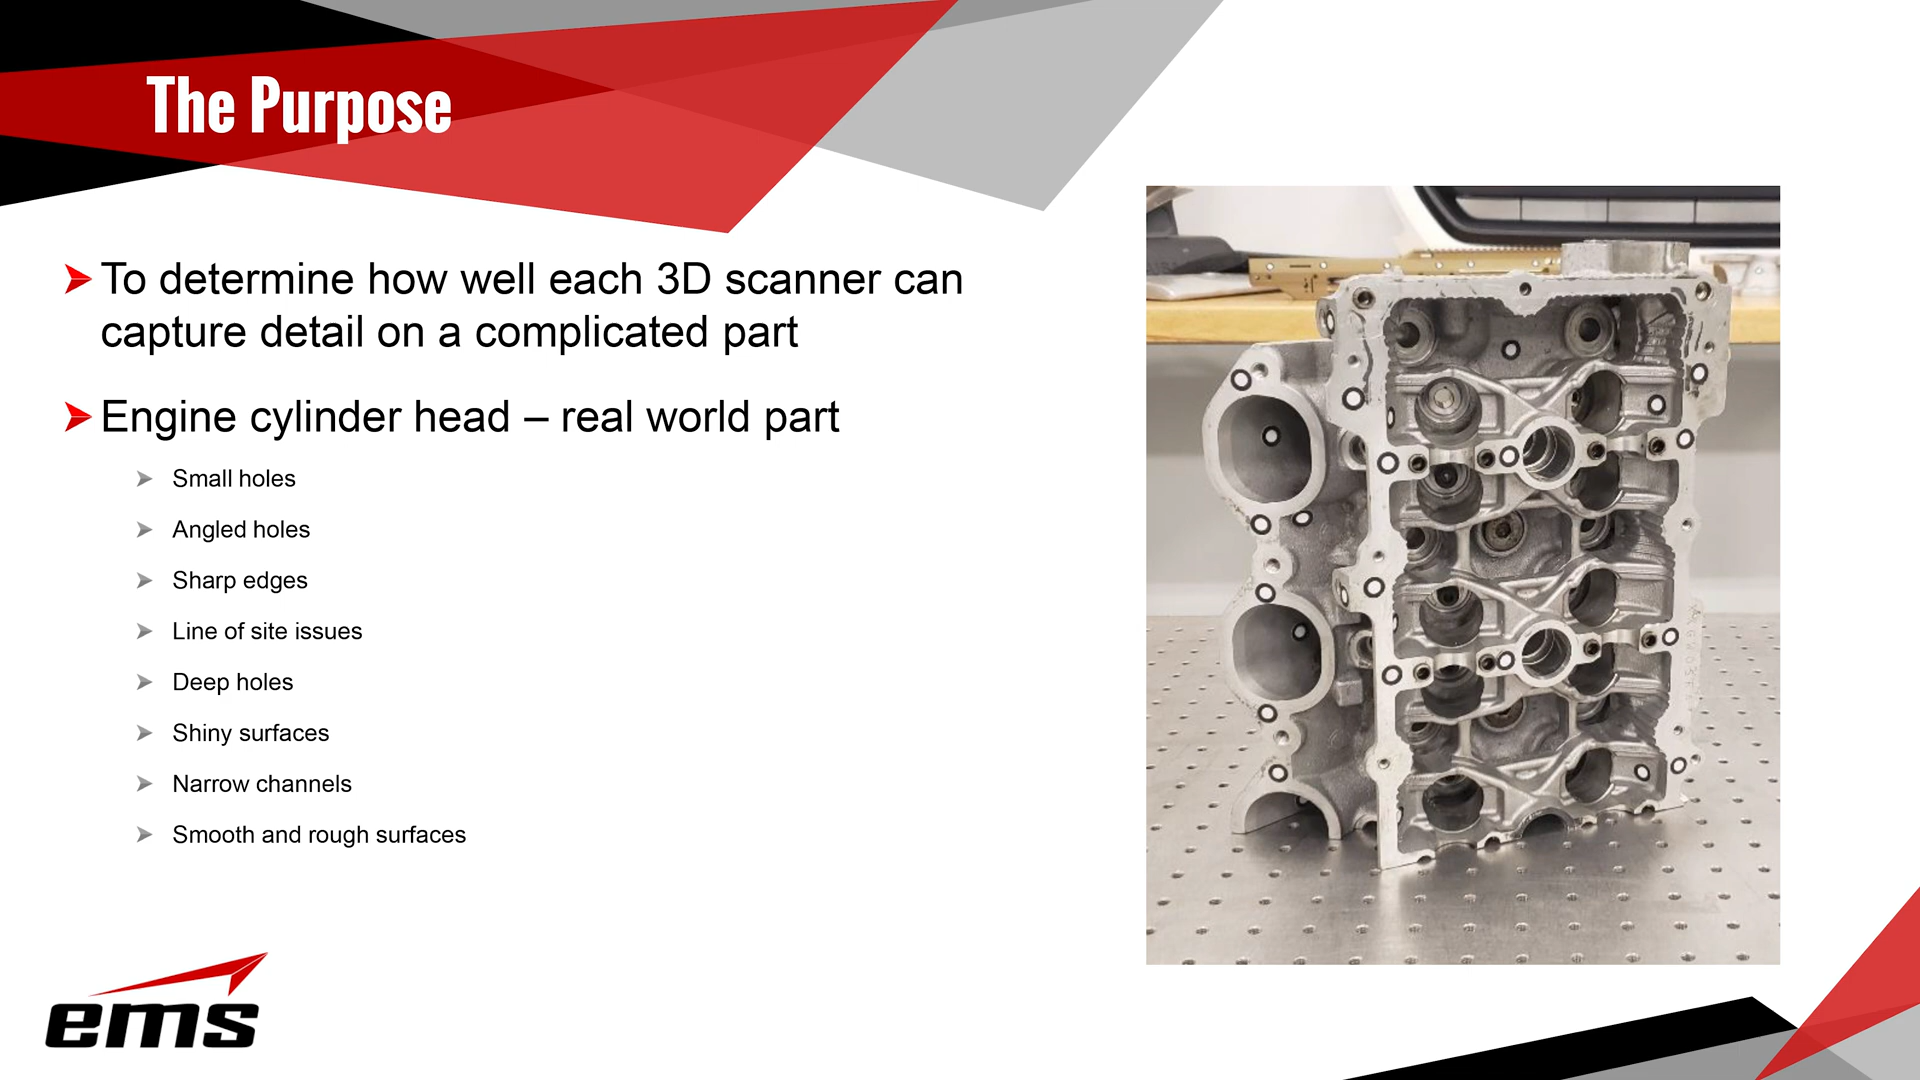 The Purpose
To determine how well each 3D scanner can
capture detail on a complicated part
Engine cylinder head – real world part
Small holes
Angled holes
Sharp edges
Line of site issues
Deep holes
Shiny surfaces
Narrow channels
Smooth and rough surfaces
ems